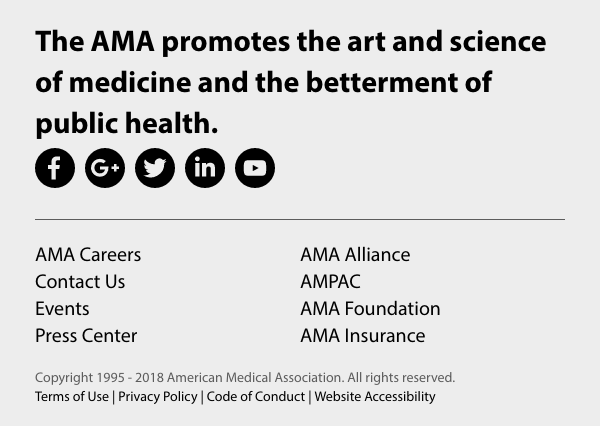 The AMA promotes the art and science
of medicine and the betterment of
public health.
AMA Careers
Contact Us
Events
Press Center
AMA Alliance
AMPAC
AMA Foundation
AMA Insurance
Copyright 1995 - 2018 American Medical Association. All rights reserved.
Terms of Use | Privacy Policy | Code of Conduct | Website Accessibility